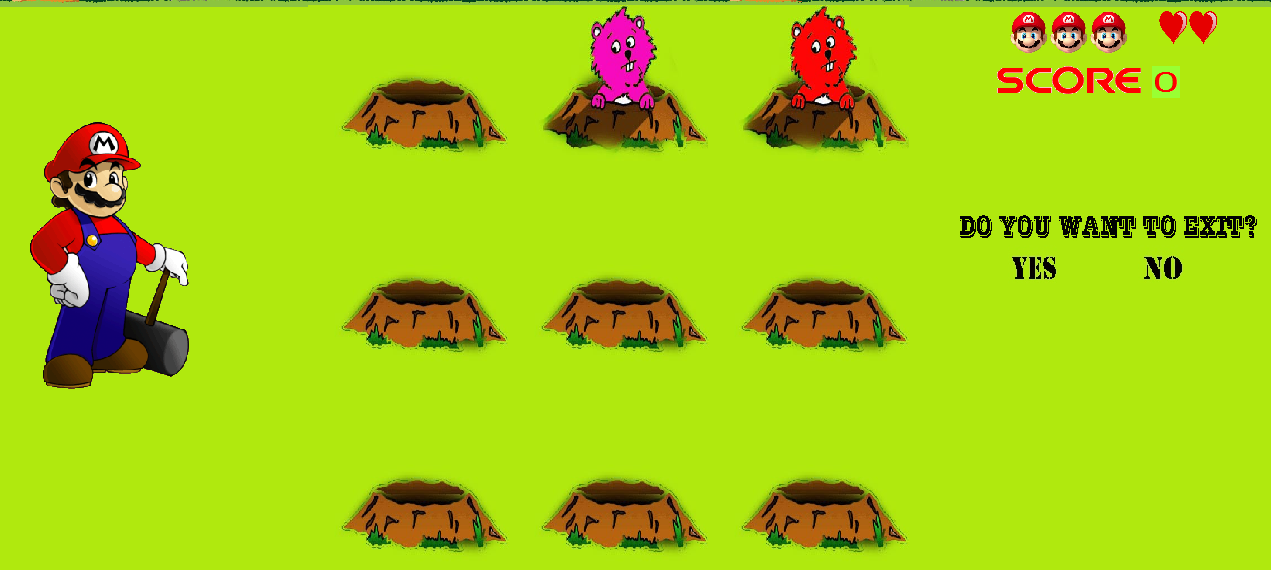 M
SCORE 0
DO YOU WANT TO EXIT?
YES NO